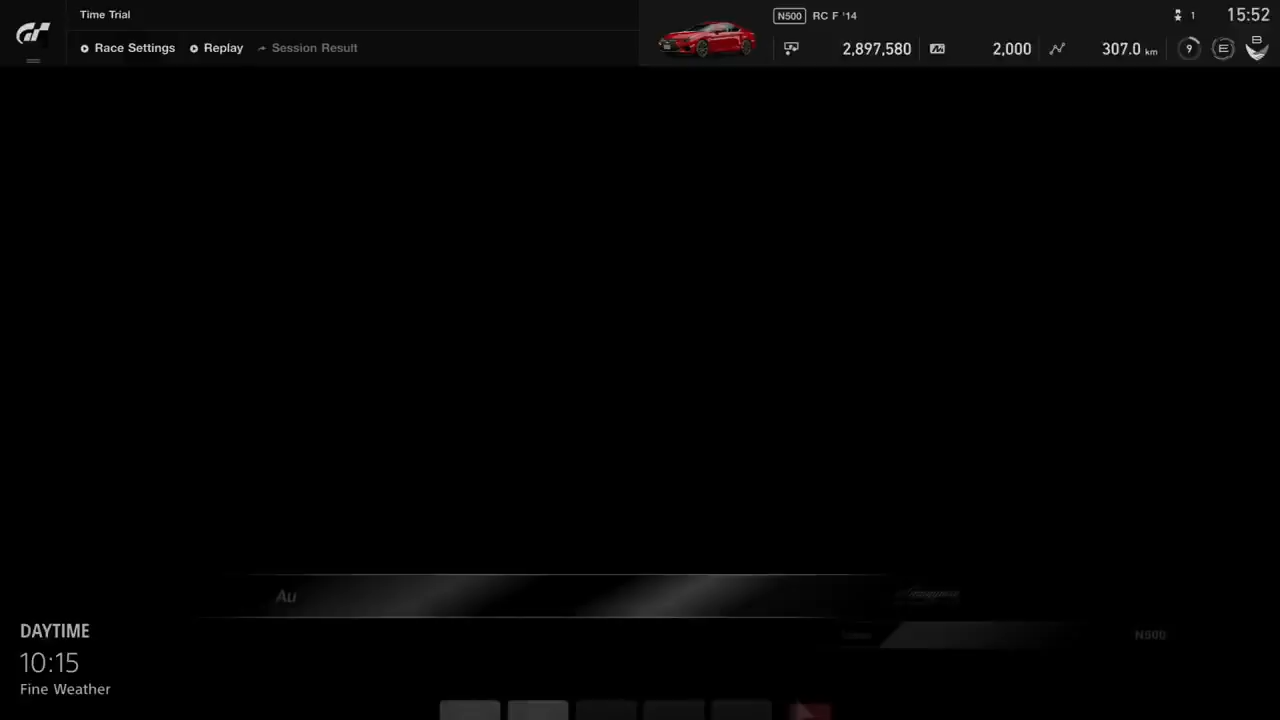 Time Trial
N500 RC F '14
1 15:52
Race Settings Replay Session Result
2,897,580 2,000 307.0 km 9 E B
Au
N500
DAYTIME
10:15
Fine Weather